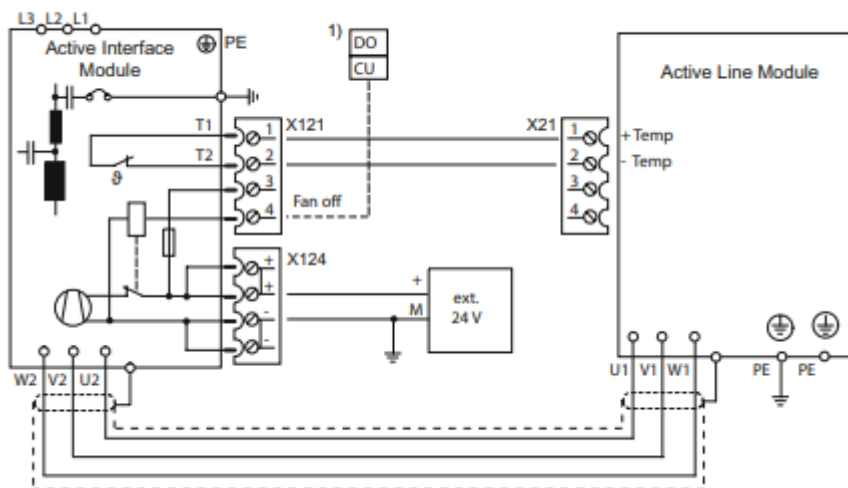 L3 L2 L1
Active Interface
Module
PE
1)
DO
CU
Active Line Module
T1
T2
ϑ
X121
1
2
3
4
Fan off
X21
1
2
3
4
+ Temp
- Temp
X124
+
+
-
-
+
M
ext.
24 V
W2 V2 U2
U1 V1 W1
PE PE